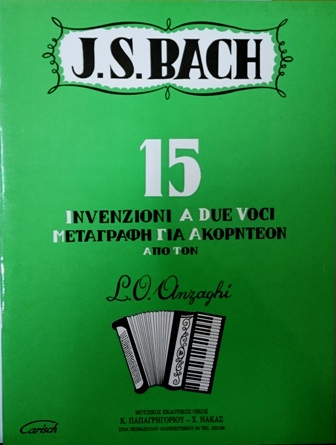 J.S. BACH
15
INVENZIONI A DUE VOCI
ΜΕΤΑΓΡΑΦΗ ΓΙΑ ΑΚΟΡΝΤΕΟΝ
ΑΠΟ ΤΟΝ
L.O. Anzaghi
ΜΟΥΣΙΚΟΣ ΕΚΔΟΤΙΚΟΣ ΟΙΚΟΣ
Κ. ΠΑΠΑΓΡΗΓΟΡΙΟΥ – Χ. ΝΑΚΑΣ
Carisch